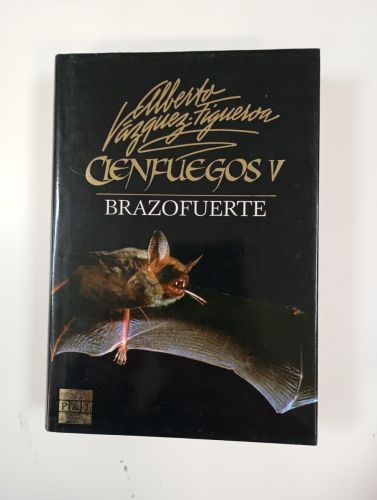 Alberto
Vázquez-Figueroa
CIENFUEGOS V
BRAZOFUERTE
P&J